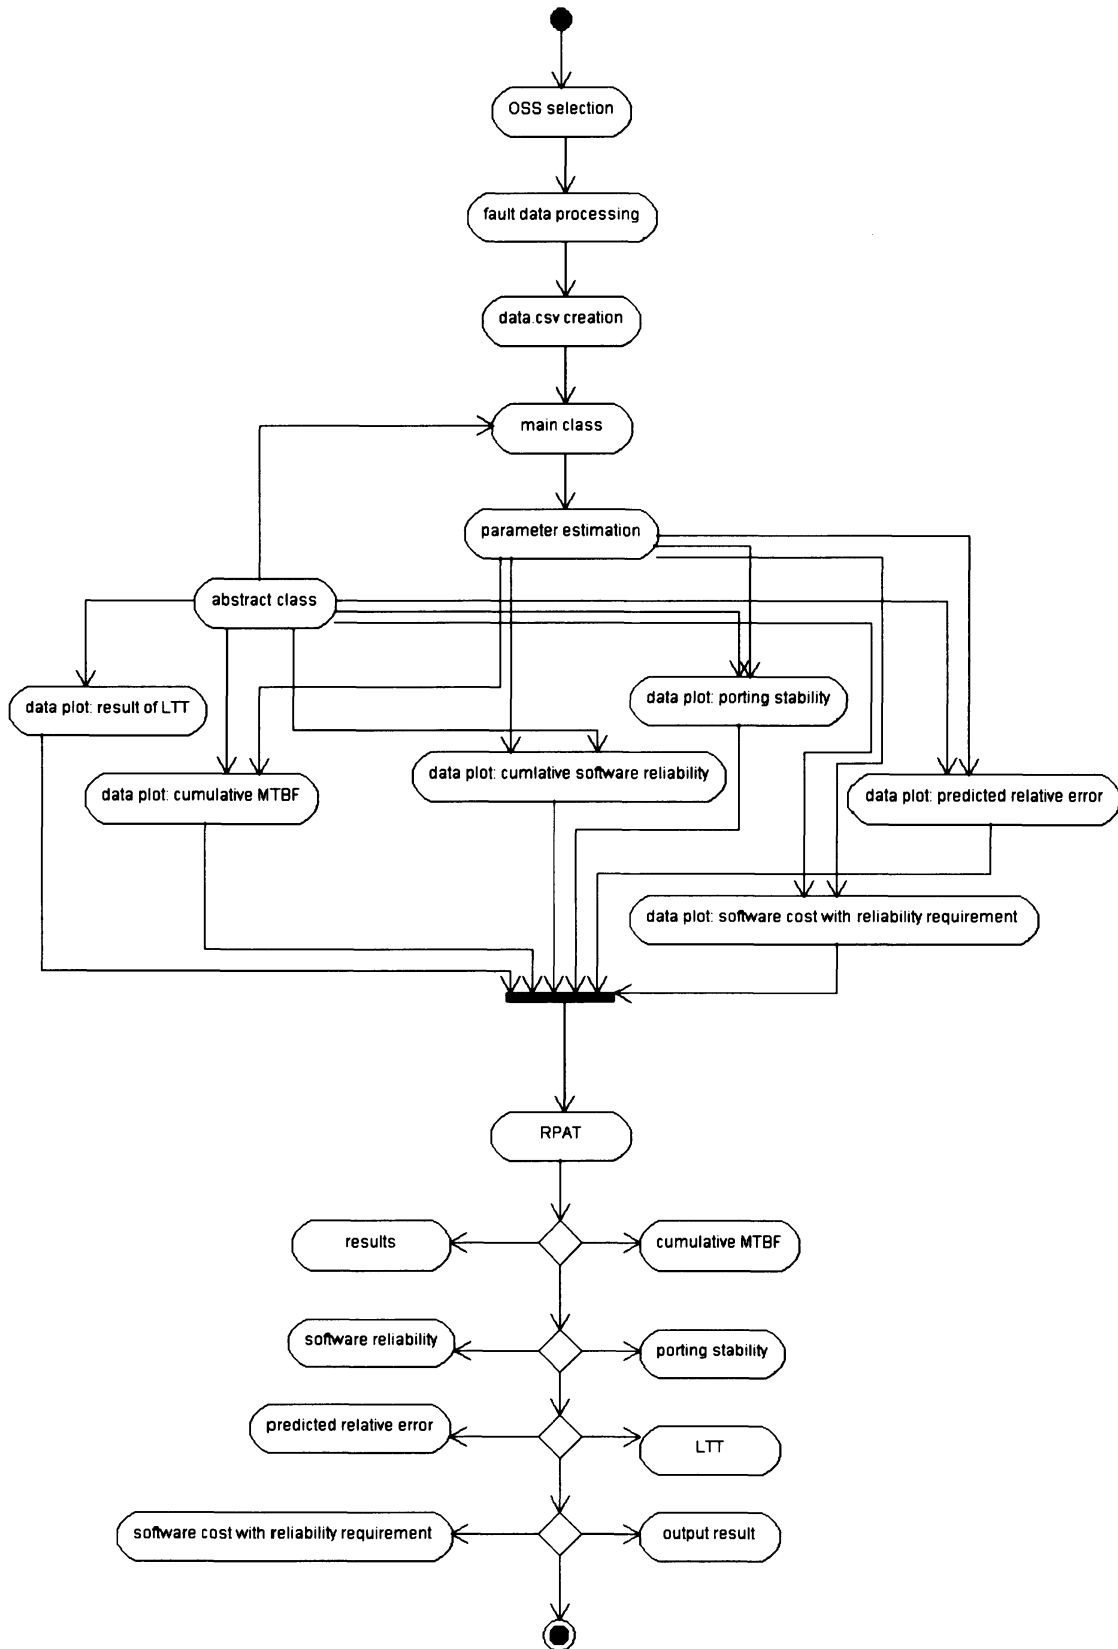 OSS selection
fault data processing
data.csv creation
main class
parameter estimation
abstract class
data plot: result of LTT
data plot: porting stability
data plot: cumulative MTBF
data plot: cumlative software reliability
data plot: predicted relative error
data plot: software cost with reliability requirement
RPAT
results
cumulative MTBF
software reliability
porting stability
predicted relative error
LTT
software cost with reliability requirement
output result